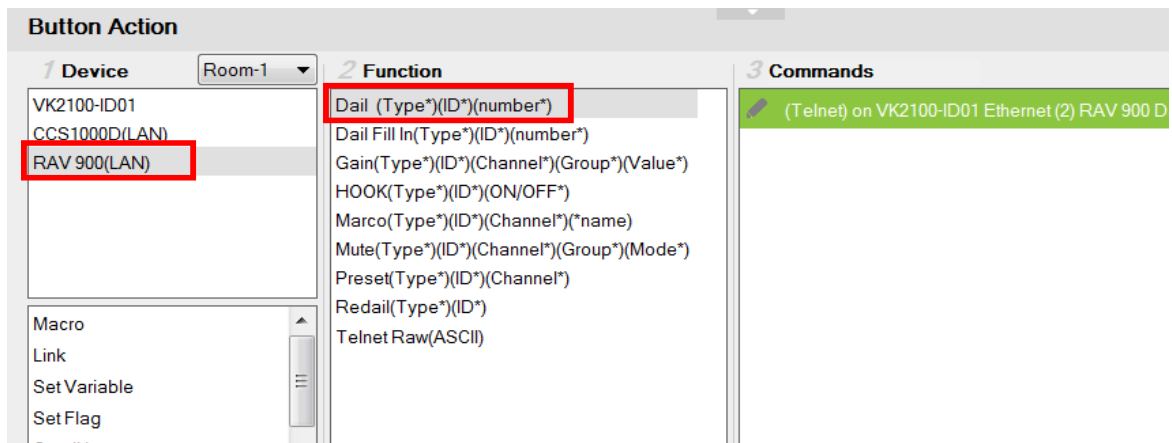 Button Action
1 Device
Room-1
2 Function
3 Commands
VK2100-ID01
CCS1000D(LAN)
RAV 900(LAN)
Dail (Type*)(ID*)(number*)
Dail Fill In(Type*)(ID*)(number*)
Gain(Type*)(ID*)(Channel*)(Group*)(Value*)
HOOK(Type*)(ID*)(ON/OFF*)
Marco(Type*)(ID*)(Channel*)(*name)
Mute(Type*)(ID*)(Channel*)(Group*)(Mode*)
Preset(Type*)(ID*)(Channel*)
Redail(Type*)(ID*)
Telnet Raw(ASCII)
(Telnet) on VK2100-ID01 Ethernet (2) RAV 900 D
Macro
Link
Set Variable
Set Flag